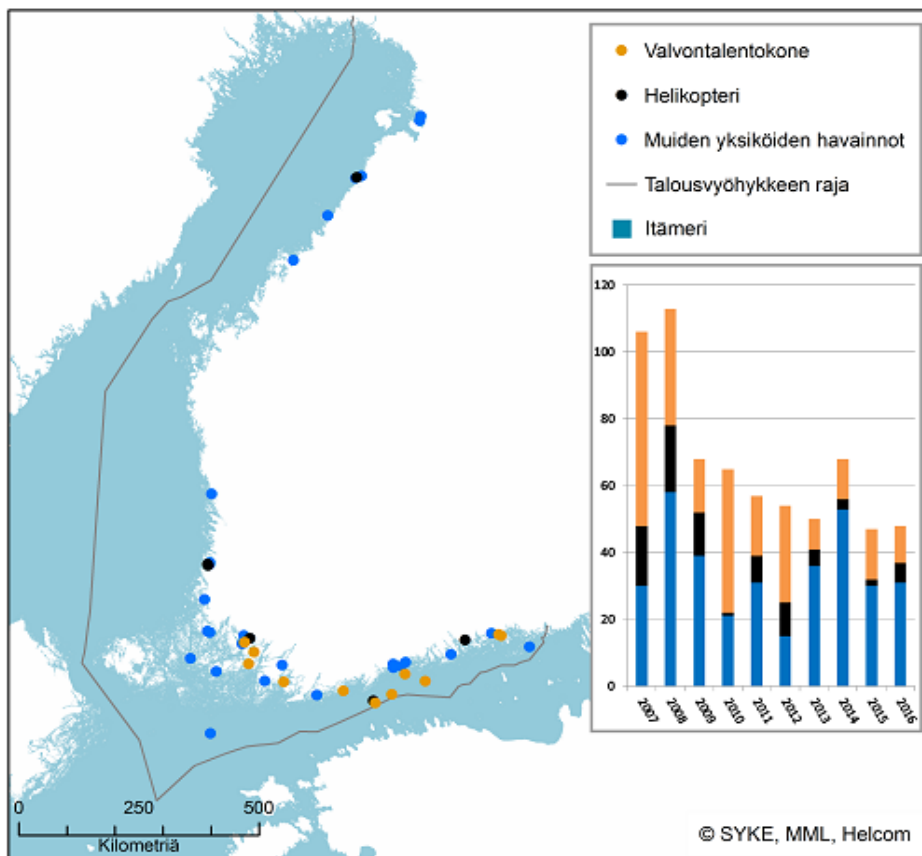 Valvontalentokone
Helikopteri
Muiden yksiköiden havainnot
Talousvyöhykkeen raja
Itämeri
120
100
80
60
40
20
0
2007 2008 2009 2010 2011 2012 2013 2014 2015 2016
0 250 500
Kilometriä
© SYKE, MML, Helcom